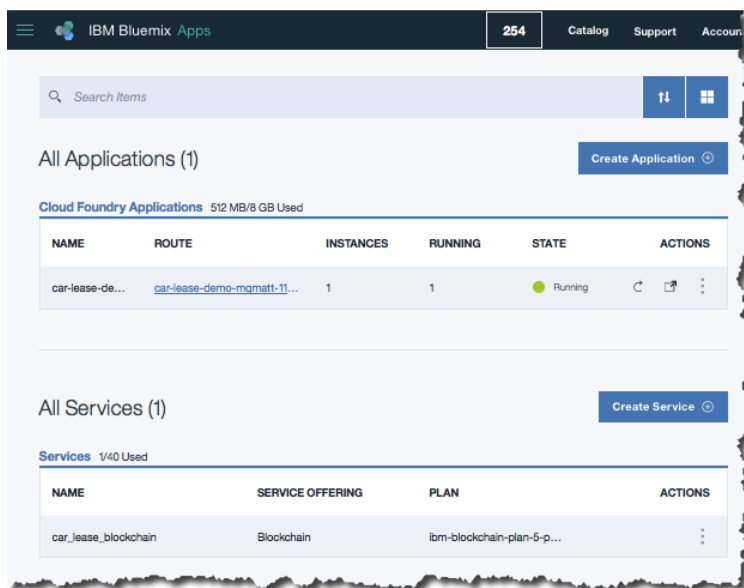 IBM Bluemix Apps 254 Catalog Support Accoun
Search Items
All Applications (1) Create Application
Cloud Foundry Applications 512 MB/8 GB Used
NAME ROUTE INSTANCES RUNNING STATE ACTIONS
car-lease-de... car-lease-demo-mqmatt-11... 1 1 Running
All Services (1) Create Service
Services 1/40 Used
NAME SERVICE OFFERING PLAN ACTIONS
car_lease_blockchain Blockchain ibm-blockchain-plan-5-p...